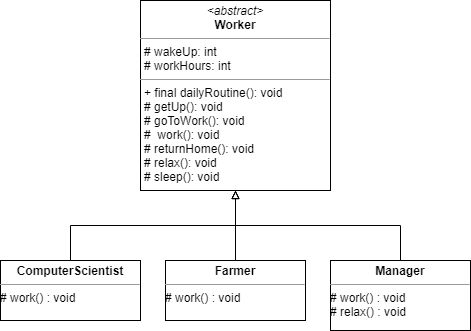 <abstract>
Worker
# wakeUp: int
# workHours: int
+ final dailyRoutine(): void
# getUp(): void
# goToWork(): void
# work(): void
# returnHome(): void
# relax(): void
# sleep(): void
ComputerScientist
# work() : void
Farmer
# work() : void
Manager
# work() : void
# relax() : void